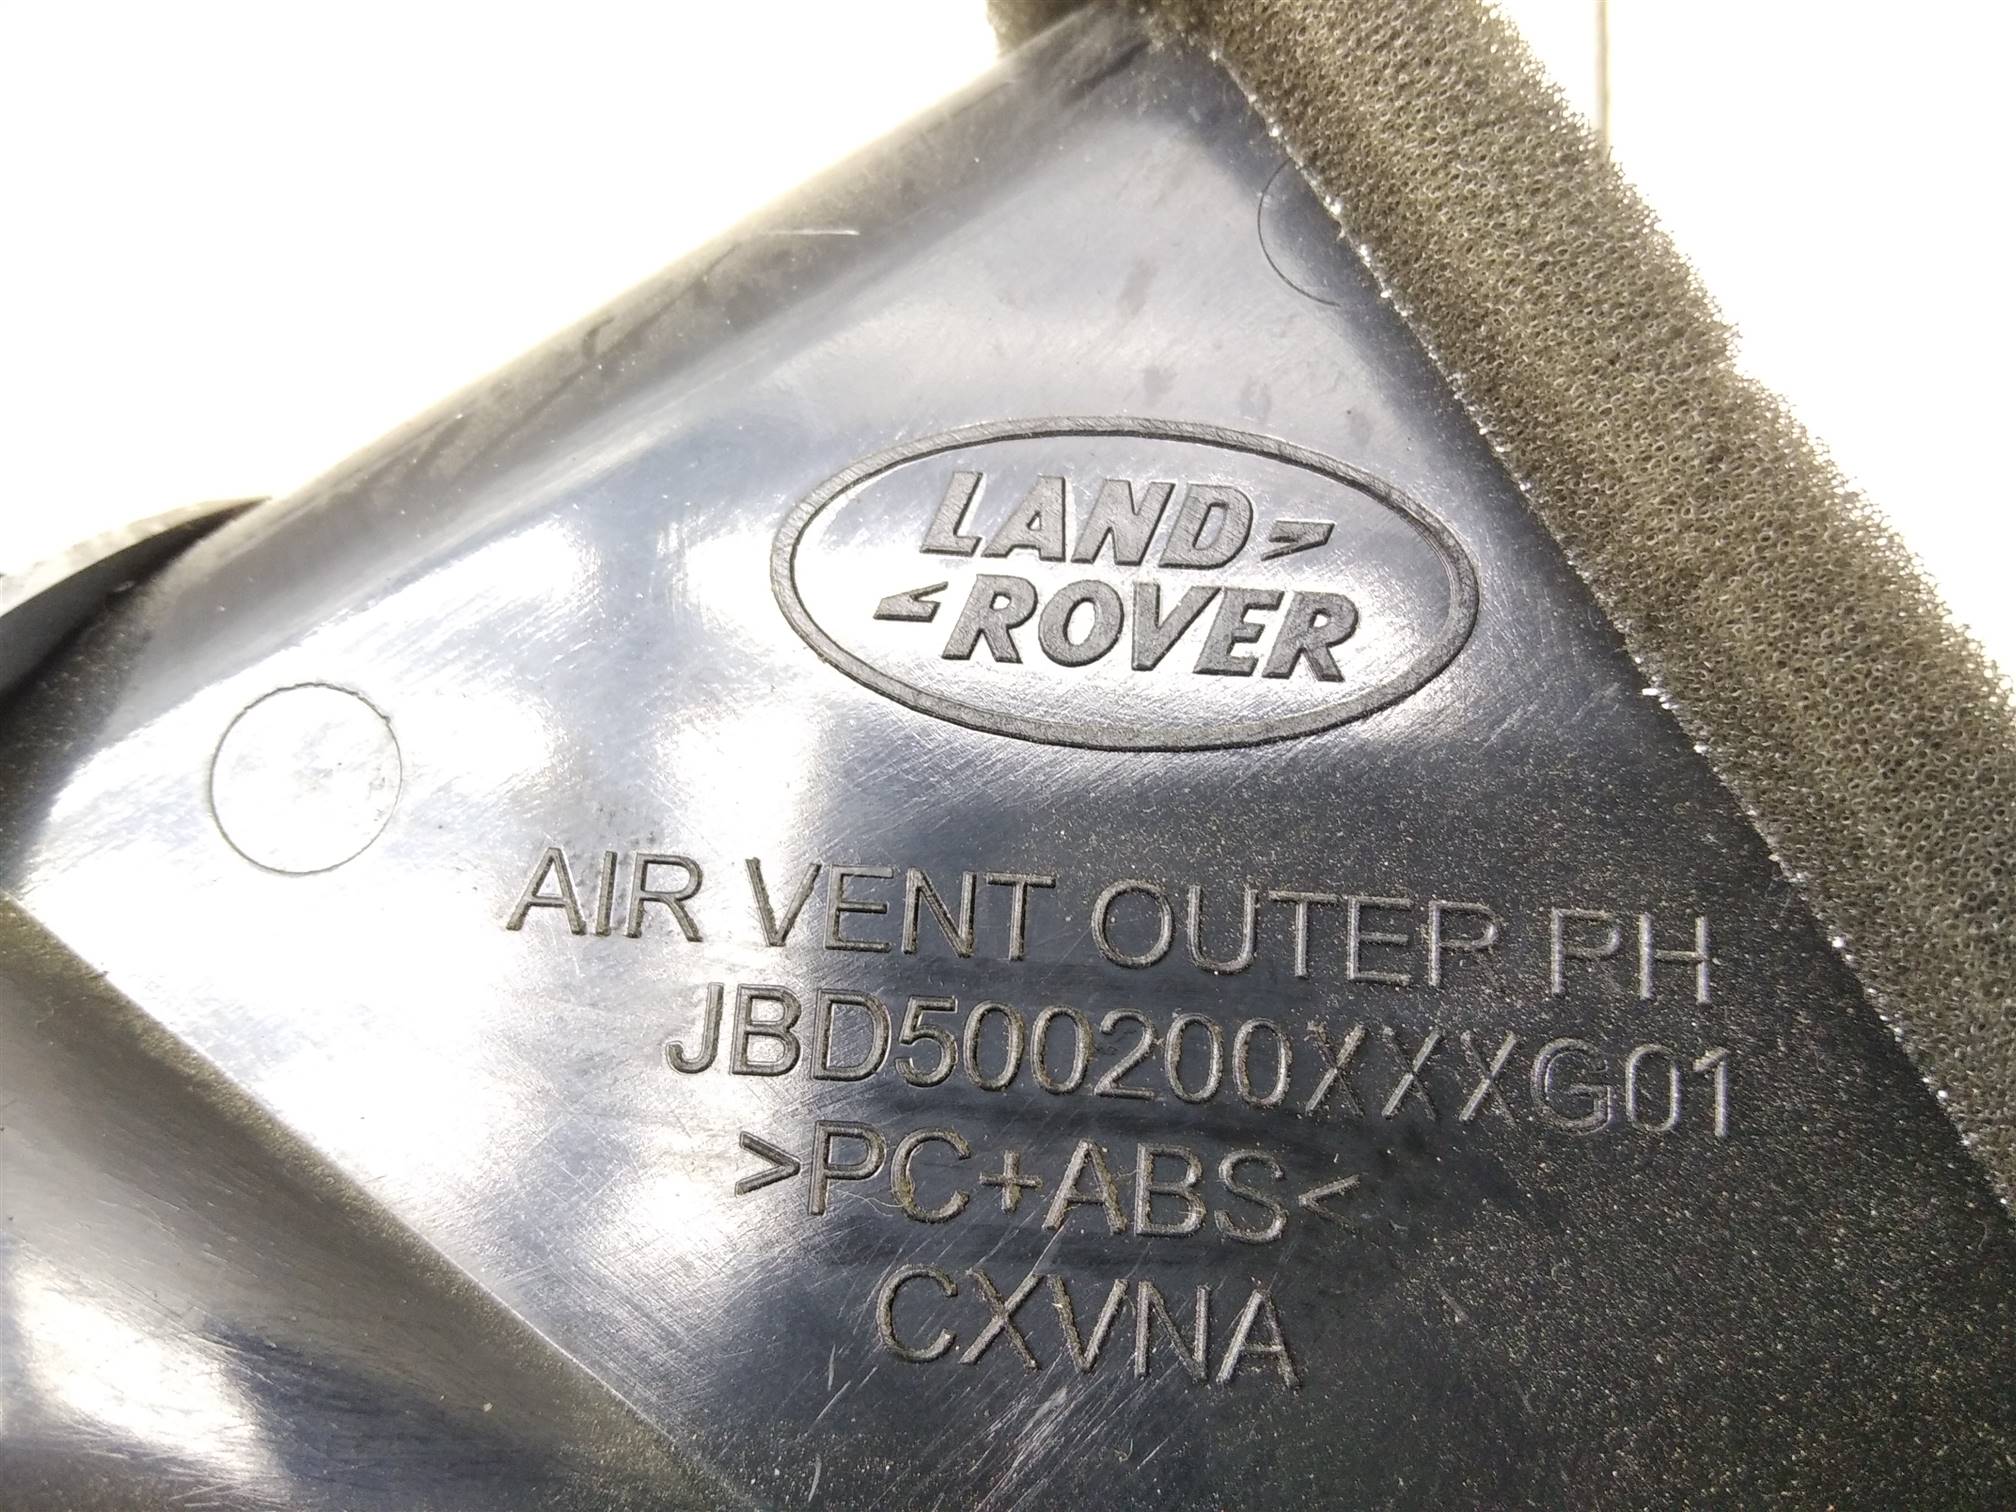 LAND
ROVER
AIR VENT OUTER RH
JBD500200XXXG01
>PC+ABS<
CXVNA